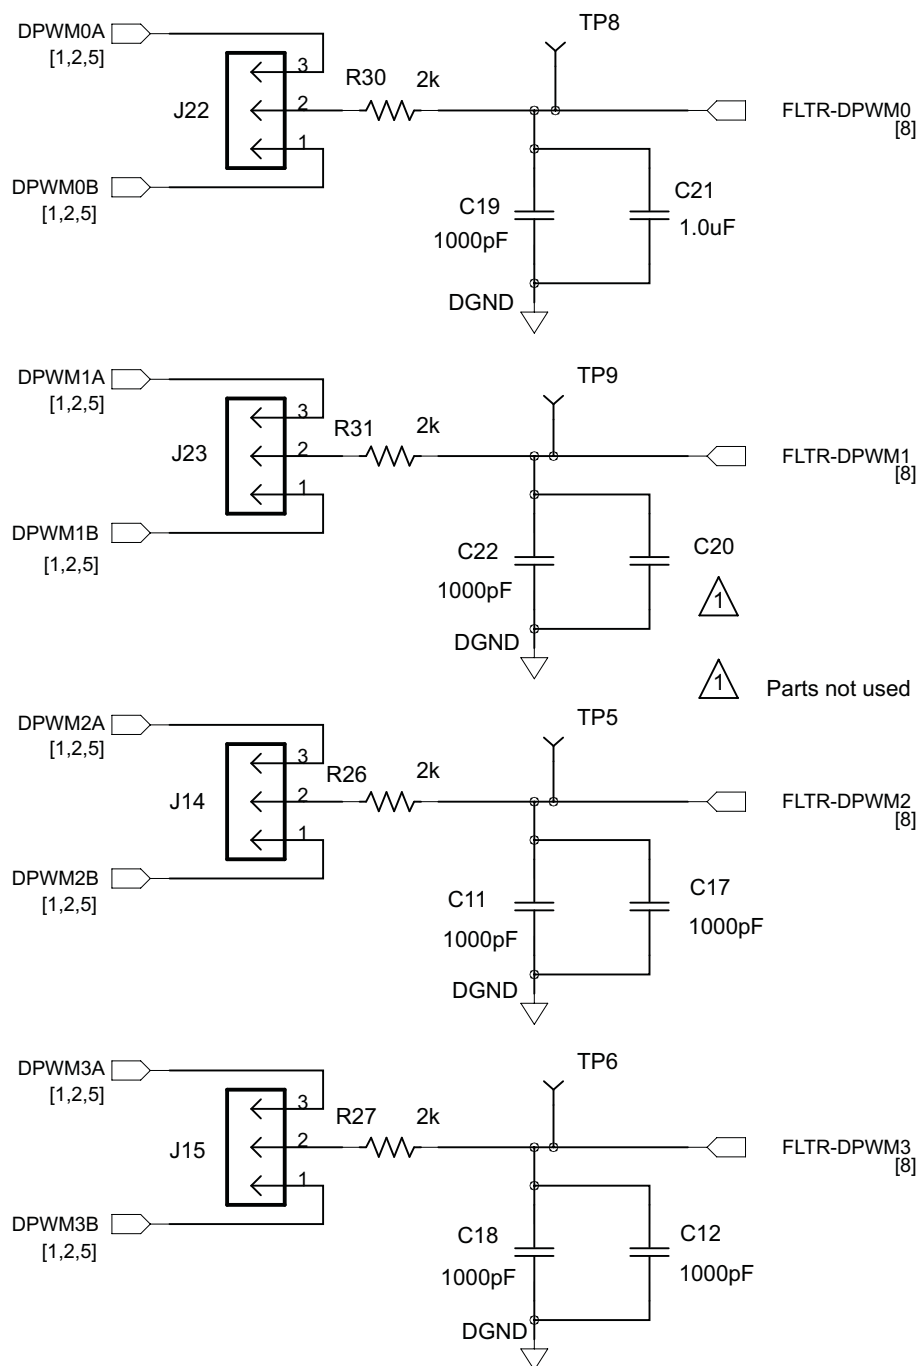 DPWM0A
[1,2,5]
TP8
3
R30
2k
J22
2
FLTR-DPWM0
[8]
1
DPWM0B
[1,2,5]
C19
1000pF
C21
1.0uF
DGND
DPWM1A
[1,2,5]
TP9
3
R31
2k
J23
2
FLTR-DPWM1
[8]
1
DPWM1B
[1,2,5]
C22
1000pF
C20
1
DGND
1 Parts not used
DPWM2A
[1,2,5]
TP5
3
R26
2k
J14
2
FLTR-DPWM2
[8]
1
DPWM2B
[1,2,5]
C11
1000pF
C17
1000pF
DGND
DPWM3A
[1,2,5]
TP6
3
R27
2k
J15
2
FLTR-DPWM3
[8]
1
DPWM3B
[1,2,5]
C18
1000pF
C12
1000pF
DGND